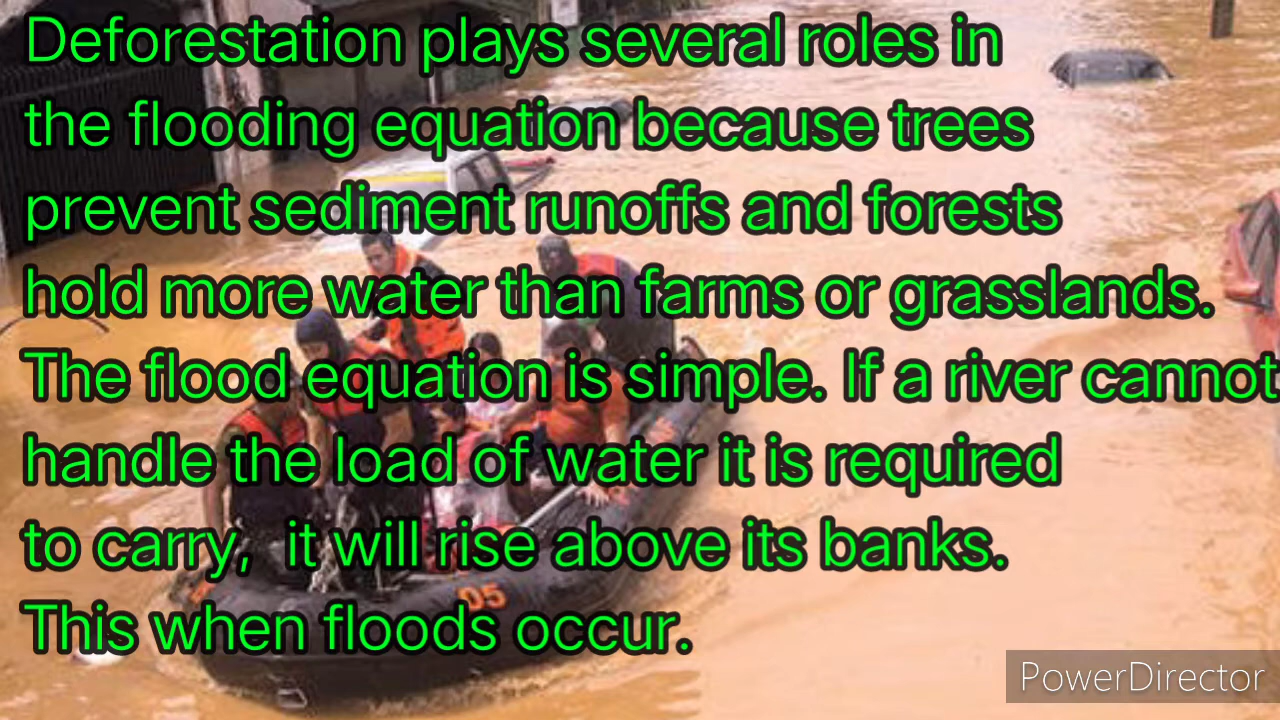 Deforestation plays several roles in
the flooding equation because trees
prevent sediment runoffs and forests
hold more water than farms or grasslands.
The flood equation is simple. If a river cannot
handle the load of water it is required
to carry,  it will rise above its banks.
This when floods occur.
05
PowerDirector